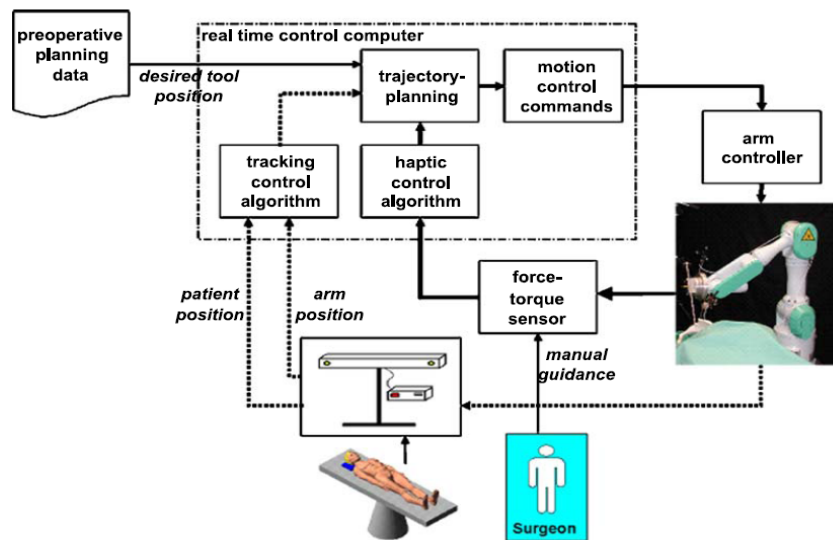 preoperative
planning
data
real time control computer
desired tool
position
trajectory-
planning
motion
control
commands
arm
controller
tracking
control
algorithm
haptic
control
algorithm
patient
position
arm
position
force-
torque
sensor
manual
guidance
Surgeon